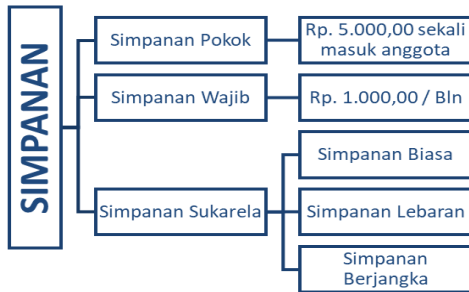 SIMPANAN
Simpanan Pokok
Rp. 5.000,00 sekali
masuk anggota
Simpanan Wajib
Rp. 1.000,00 / Bln
Simpanan Sukarela
Simpanan Biasa
Simpanan Lebaran
Simpanan
Berjangka